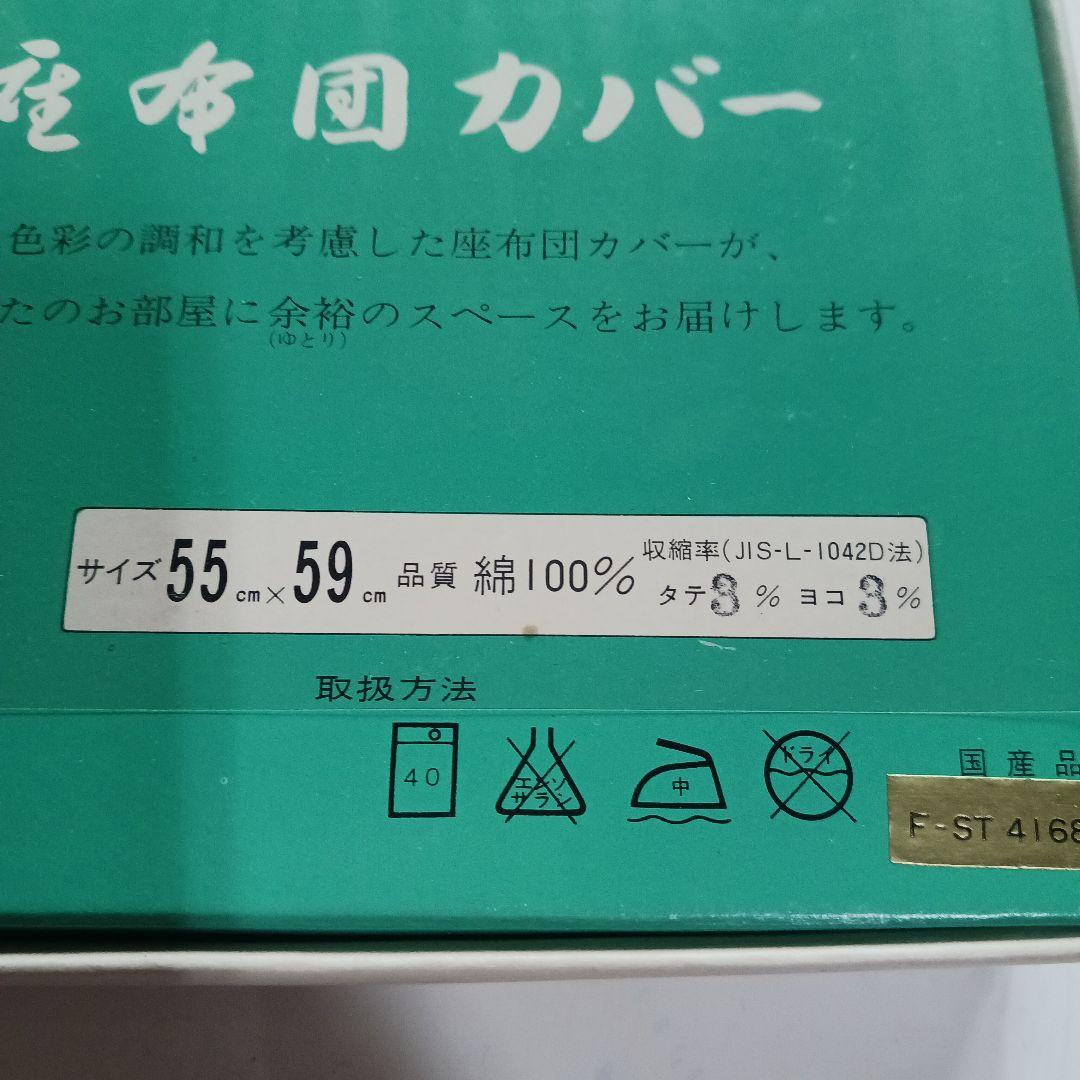 座布団カバー
色彩の調和を考慮した座布団カバーが、
たのお部屋に余裕のスペースをお届けします。
(ゆとり)
サイズ55cm×59cm 品質 綿100% 収縮率(JIS-L-1042D法)
タテ3% ヨコ3%
取扱方法
40
エンソ
サラシ
中
ドライ
国産品
F-ST 4168